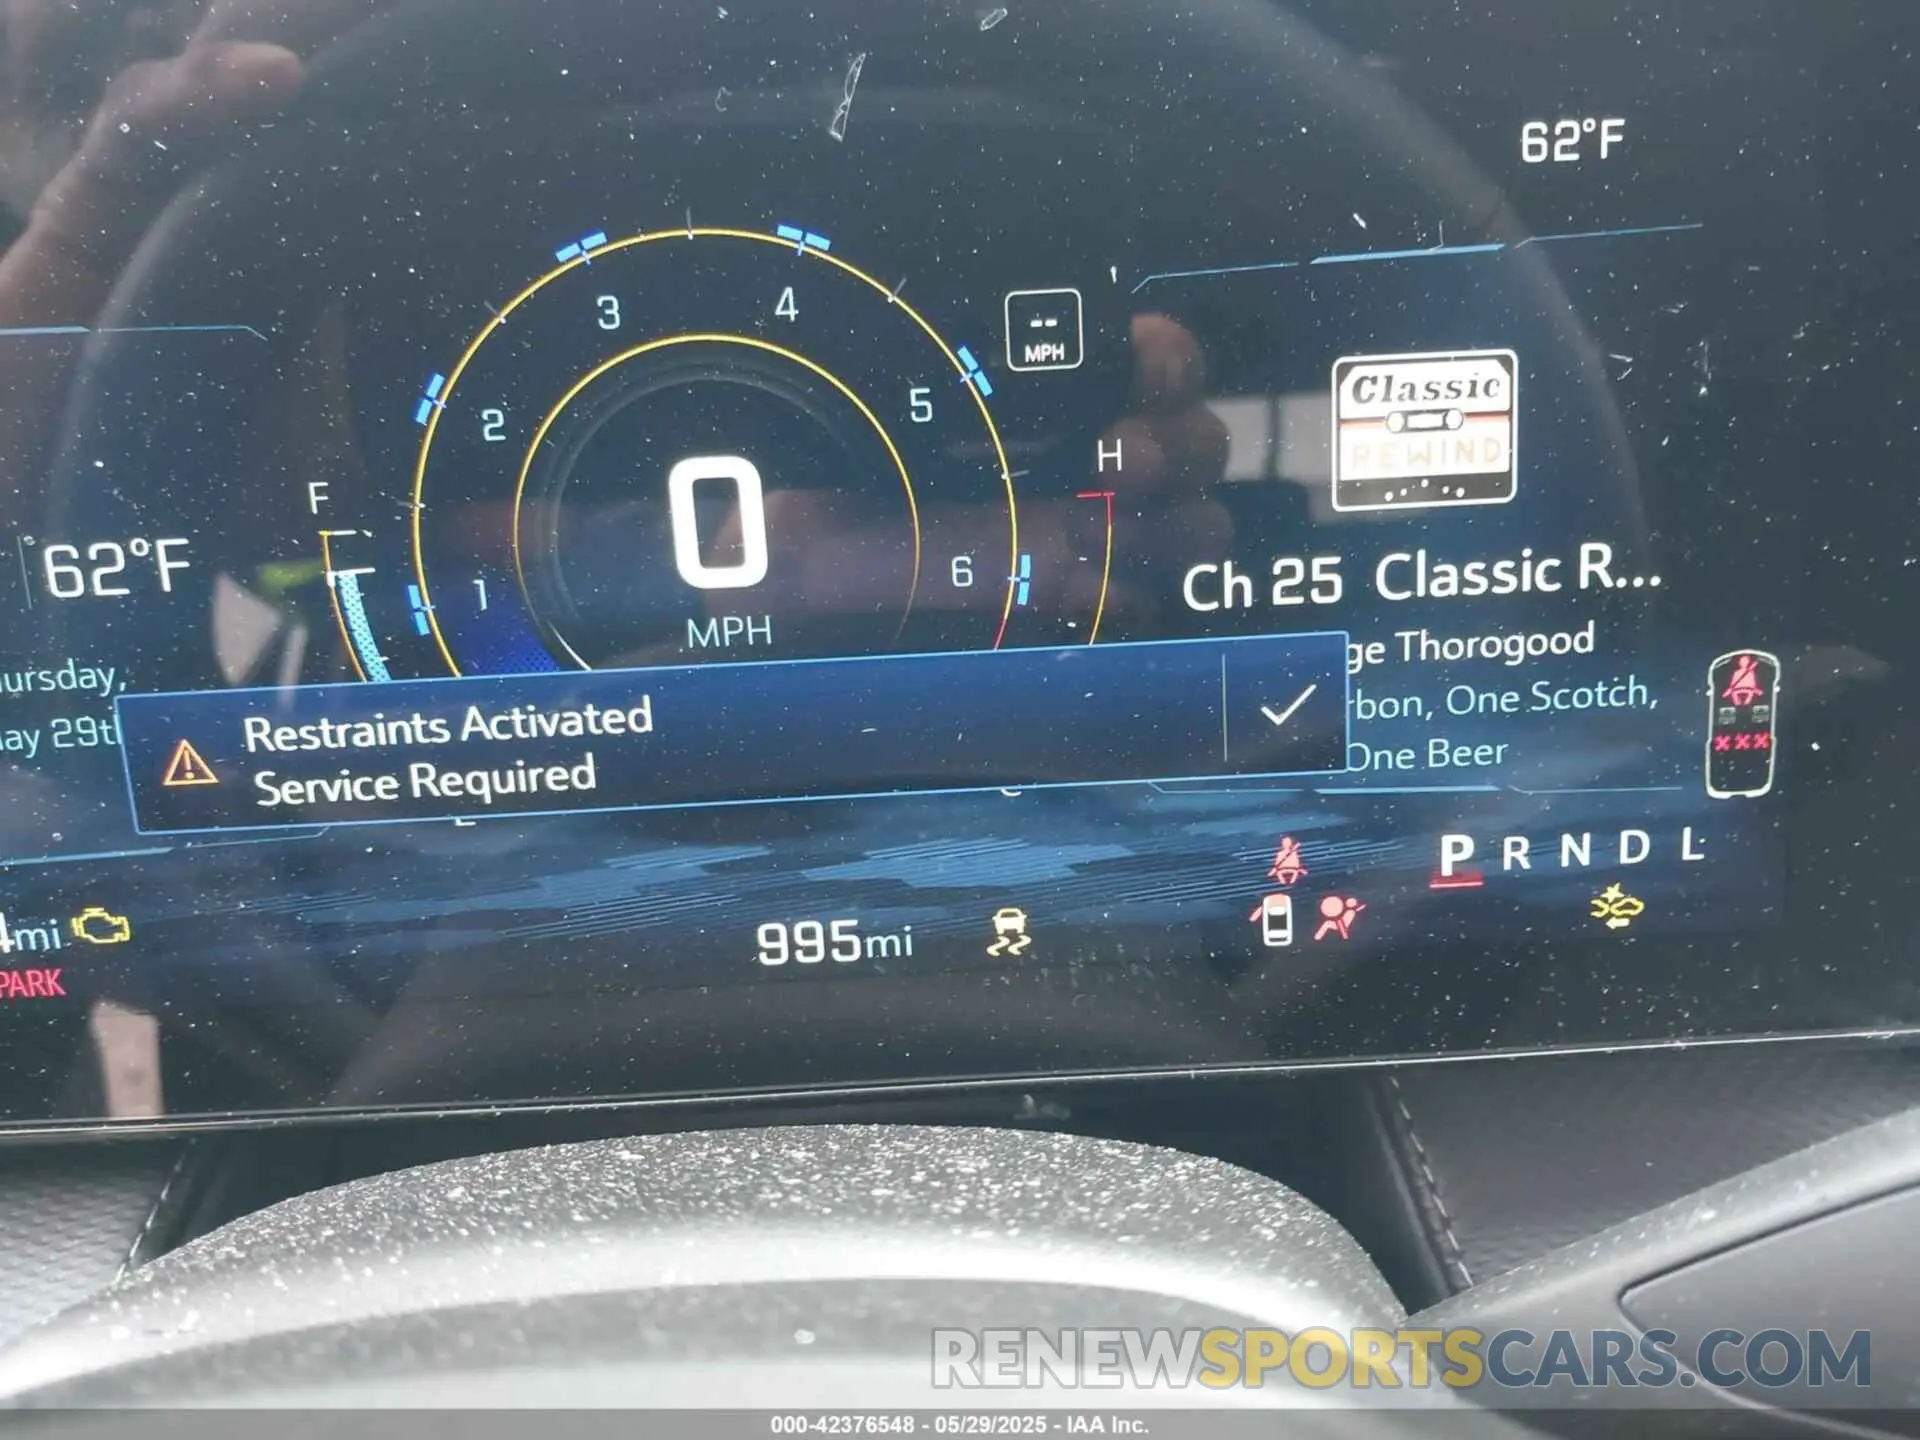 62°F
3 4
-- MPH
2 5
Classic
REWIND
F H
0
62°F
1 6
MPH
Ch 25 Classic R...
ge Thorogood
ursday,
Restraints Activated
rbon, One Scotch,
ay 29th
Service Required
One Beer
P R N D L
mi
995mi
PARK
RENEWSPORTSCARS.COM
000-42376548 - 05/29/2025 - IAA Inc.